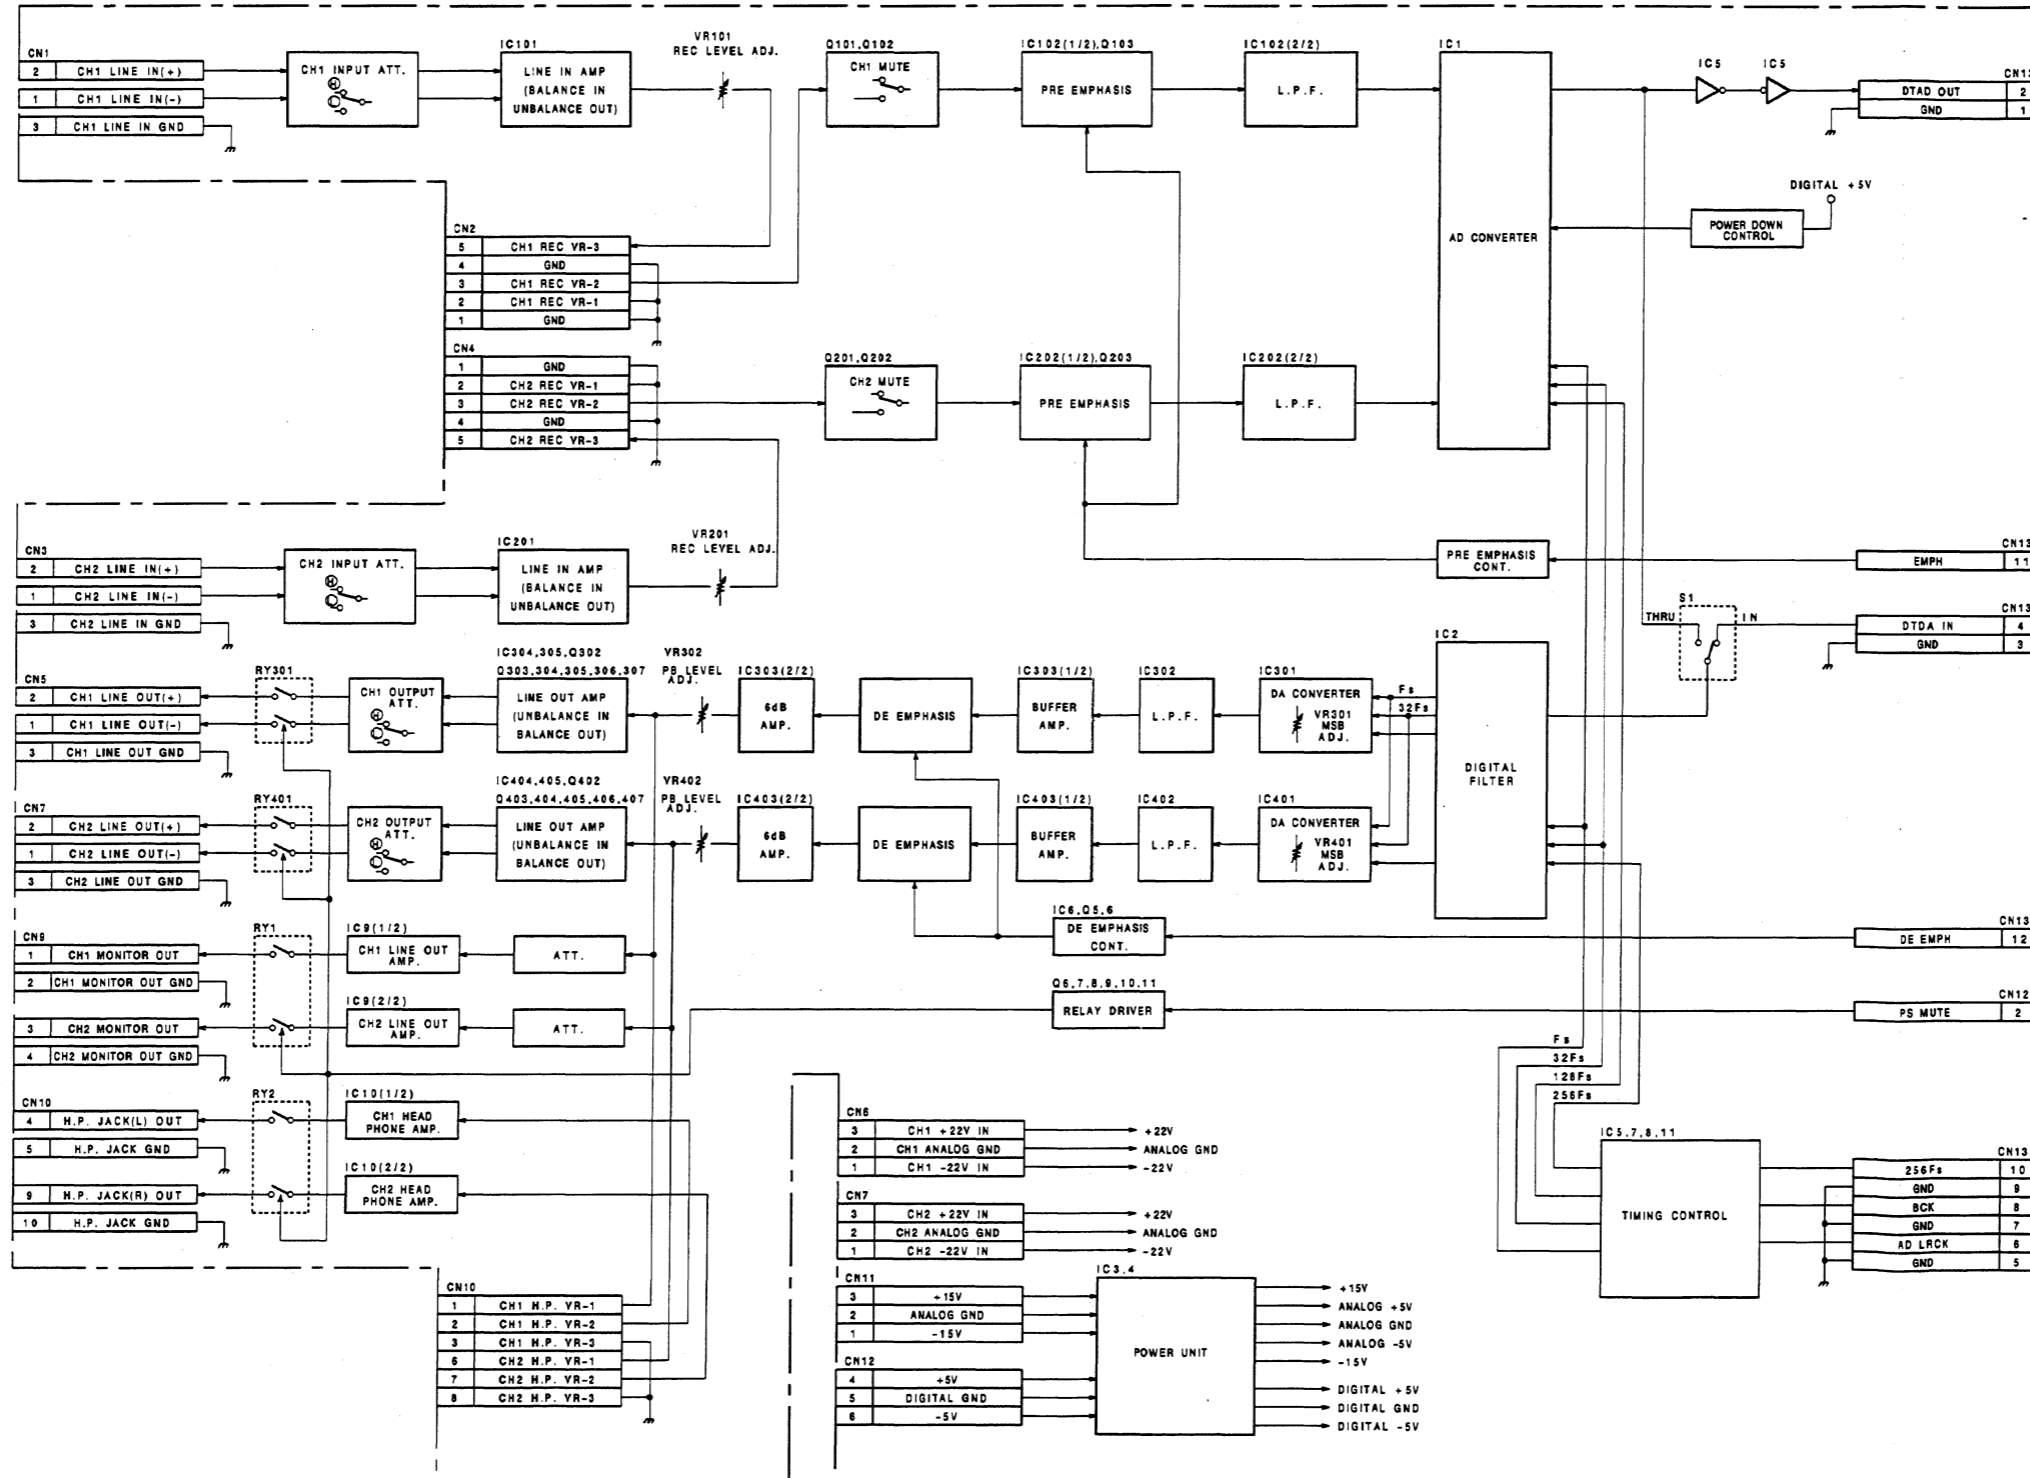 CN1
2 CH1 LINE IN(+)
1 CH1 LINE IN(-)
3 CH1 LINE IN GND
CH1 INPUT ATT.
H
L
IC101
LINE IN AMP
(BALANCE IN
UNBALANCE OUT)
VR101
REC LEVEL ADJ.
Q101,Q102
CH1 MUTE
IC102(1/2),Q103
PRE EMPHASIS
IC102(2/2)
L.P.F.
IC1
AD CONVERTER
IC5
IC5
CN13
DTAD OUT 2
GND 1
DIGITAL +5V
POWER DOWN
CONTROL
CN2
5 CH1 REC VR-3
4 GND
3 CH1 REC VR-2
2 CH1 REC VR-1
1 GND
CN4
1 GND
2 CH2 REC VR-1
3 CH2 REC VR-2
4 GND
5 CH2 REC VR-3
Q201,Q202
CH2 MUTE
IC202(1/2),Q203
PRE EMPHASIS
IC202(2/2)
L.P.F.
CN3
2 CH2 LINE IN(+)
1 CH2 LINE IN(-)
3 CH2 LINE IN GND
CH2 INPUT ATT.
H
L
IC201
LINE IN AMP
(BALANCE IN
UNBALANCE OUT)
VR201
REC LEVEL ADJ.
PRE EMPHASIS
CONT.
CN13
EMPH 11
S1
THRU
IN
CN13
DTDA IN 4
GND 3
CN5
2 CH1 LINE OUT(+)
1 CH1 LINE OUT(-)
3 CH1 LINE OUT GND
RY301
CH1 OUTPUT
ATT.
H
L
IC304,305,Q302
Q303,304,305,306,307
LINE OUT AMP
(UNBALANCE IN
BALANCE OUT)
VR302
PB LEVEL
ADJ.
IC303(2/2)
6dB
AMP.
DE EMPHASIS
IC303(1/2)
BUFFER
AMP.
IC302
L.P.F.
IC301
DA CONVERTER
VR301
MSB
ADJ.
Fs
32Fs
IC2
DIGITAL
FILTER
CN7
2 CH2 LINE OUT(+)
1 CH2 LINE OUT(-)
3 CH2 LINE OUT GND
RY401
CH2 OUTPUT
ATT.
H
L
IC404,405,Q402
Q403,404,405,406,407
LINE OUT AMP
(UNBALANCE IN
BALANCE OUT)
VR402
PB LEVEL
ADJ.
IC403(2/2)
6dB
AMP.
DE EMPHASIS
IC403(1/2)
BUFFER
AMP.
IC402
L.P.F.
IC401
DA CONVERTER
VR401
MSB
ADJ.
CN9
1 CH1 MONITOR OUT
2 CH1 MONITOR OUT GND
3 CH2 MONITOR OUT
4 CH2 MONITOR OUT GND
RY1
IC9(1/2)
CH1 LINE OUT
AMP.
ATT.
IC9(2/2)
CH2 LINE OUT
AMP.
ATT.
IC6,Q5,6
DE EMPHASIS
CONT.
CN13
DE EMPH 12
Q6,7,8,9,10,11
RELAY DRIVER
CN12
PS MUTE 2
CN10
4 H.P. JACK(L) OUT
5 H.P. JACK GND
9 H.P. JACK(R) OUT
10 H.P. JACK GND
RY2
IC10(1/2)
CH1 HEAD
PHONE AMP.
IC10(2/2)
CH2 HEAD
PHONE AMP.
Fs
32Fs
128Fs
256Fs
CN6
3 CH1 +22V IN +22V
2 CH1 ANALOG GND ANALOG GND
1 CH1 -22V IN -22V
CN7
3 CH2 +22V IN +22V
2 CH2 ANALOG GND ANALOG GND
1 CH2 -22V IN -22V
IC5,7,8,11
TIMING CONTROL
CN13
256Fs 10
GND 9
BCK 8
GND 7
AD LRCK 6
GND 5
CN10
1 CH1 H.P. VR-1
2 CH1 H.P. VR-2
3 CH1 H.P. VR-3
6 CH2 H.P. VR-1
7 CH2 H.P. VR-2
8 CH2 H.P. VR-3
CN11
3 +15V
2 ANALOG GND
1 -15V
CN12
4 +5V
5 DIGITAL GND
6 -5V
IC3,4
POWER UNIT
+15V
ANALOG +5V
ANALOG GND
ANALOG -5V
-15V
DIGITAL +5V
DIGITAL GND
DIGITAL -5V